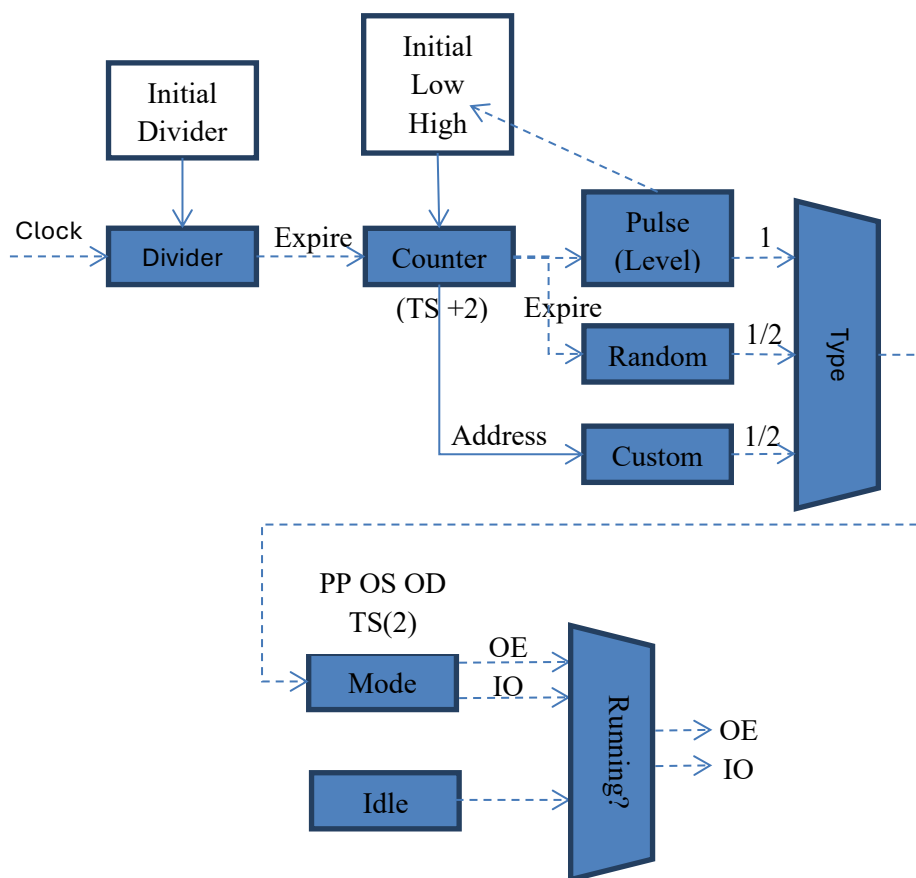 Initial
Divider
Initial
Low
High
Clock
Divider
Expire
Counter
(TS +2)
Expire
Pulse
(Level)
1
Random
1/2
Address
Custom
1/2
Type
PP OS OD
TS(2)
Mode
OE
IO
Idle
Running?
OE
IO